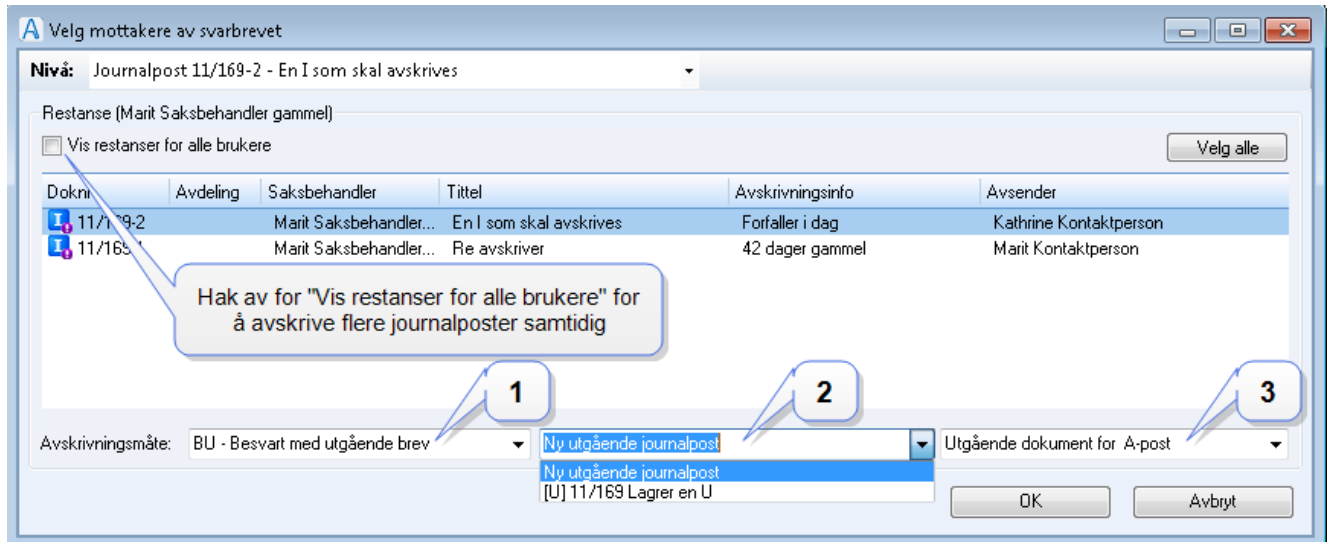 Velg mottakere av svarbrevet
Nivå: Journalpost 11/169-2 - En I som skal avskrives
Restanse (Marit Saksbehandler gammel)
Vis restanser for alle brukere
Velg alle
Avdeling Saksbehandler Tittel Avskrivningsinfo Avsender
I 11/169-2 Marit Saksbehandler... En I som skal avskrives Forfaller i dag Kathrine Kontaktperson
I Marit Saksbehandler... Re avskriver 42 dager gammel Marit Kontaktperson
Hak av for "Vis restanser for alle brukere" for
å avskrive flere journalposter samtidig
1 2 3
Avskrivningsmåte: BU - Besvart med utgående brev Ny utgående journalpost Utgående dokument for A-post
Ny utgående journalpost
[U] 11/169 Lagrer en U
OK Avbryt